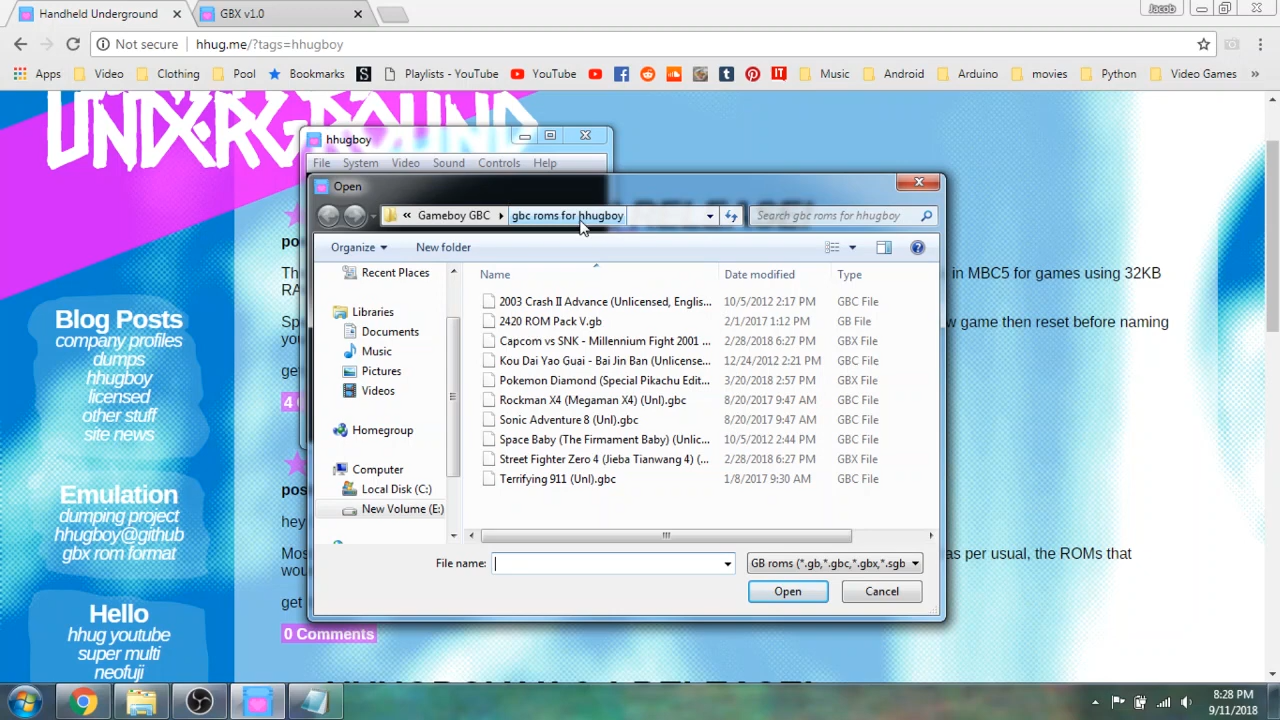 Handheld Underground
GBX v1.0
Jacob
Not secure
hhug.me/?tags=hhugboy
Apps
Video
Clothing
Pool
Bookmarks
Playlists - YouTube
YouTube
Music
Android
Arduino
movies
Python
Video Games
UNDERGROUND
hhugboy
File
System
Video
Sound
Controls
Help
Open
« Gameboy GBC
gbc roms for hhugboy
Search gbc roms for hhugboy
Organize
New folder
Recent Places
Libraries
Documents
Music
Pictures
Videos
Homegroup
Computer
Local Disk (C:)
New Volume (E:)
Name
Date modified
Type
2003 Crash II Advance (Unlicensed, Englis... 10/5/2012 2:17 PM GBC File
2420 ROM Pack V.gb 2/1/2017 1:12 PM GB File
Capcom vs SNK - Millennium Fight 2001 ... 2/28/2018 6:27 PM GBX File
Kou Dai Yao Guai - Bai Jin Ban (Unlicense... 12/24/2012 2:21 PM GBC File
Pokemon Diamond (Special Pikachu Edit... 3/20/2018 2:57 PM GBX File
Rockman X4 (Megaman X4) (Unl).gbc 8/20/2017 9:47 AM GBC File
Sonic Adventure 8 (Unl).gbc 8/20/2017 9:47 AM GBC File
Space Baby (The Firmament Baby) (Unlic... 10/5/2012 2:44 PM GBC File
Street Fighter Zero 4 (Jieba Tianwang 4) (... 2/28/2018 6:27 PM GBX File
Terrifying 911 (Unl).gbc 1/8/2017 9:30 AM GBC File
File name:
GB roms (*.gb,*.gbc,*.gbx,*.sgb
Open
Cancel
Blog Posts
company profiles
dumps
hhugboy
licensed
other stuff
site news
Emulation
dumping project
hhugboy@github
gbx rom format
Hello
hhug youtube
super multi
neofuji
in MBC5 for games using 32KB
w game then reset before naming
as per usual, the ROMs that
0 Comments
8:28 PM
9/11/2018